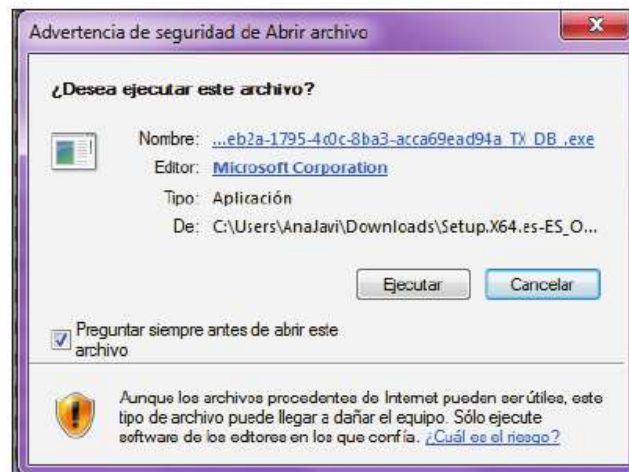 Advertencia de seguridad de Abrir archivo
¿Desea ejecutar este archivo?
Nombre: ...eb2a-1795-4c0c-8ba3-acca69ead94a_TX_DB_.exe
Editor: Microsoft Corporation
Tipo: Aplicación
De: C:\Users\AnaJavi\Downloads\Setup.X64.es-ES_O...
Ejecutar
Cancelar
Preguntar siempre antes de abrir este
archivo
Aunque los archivos procedentes de Internet pueden ser útiles, este
tipo de archivo puede llegar a dañar el equipo. Sólo ejecute
software de los editores en los que confía. ¿Cuál es el riesgo?